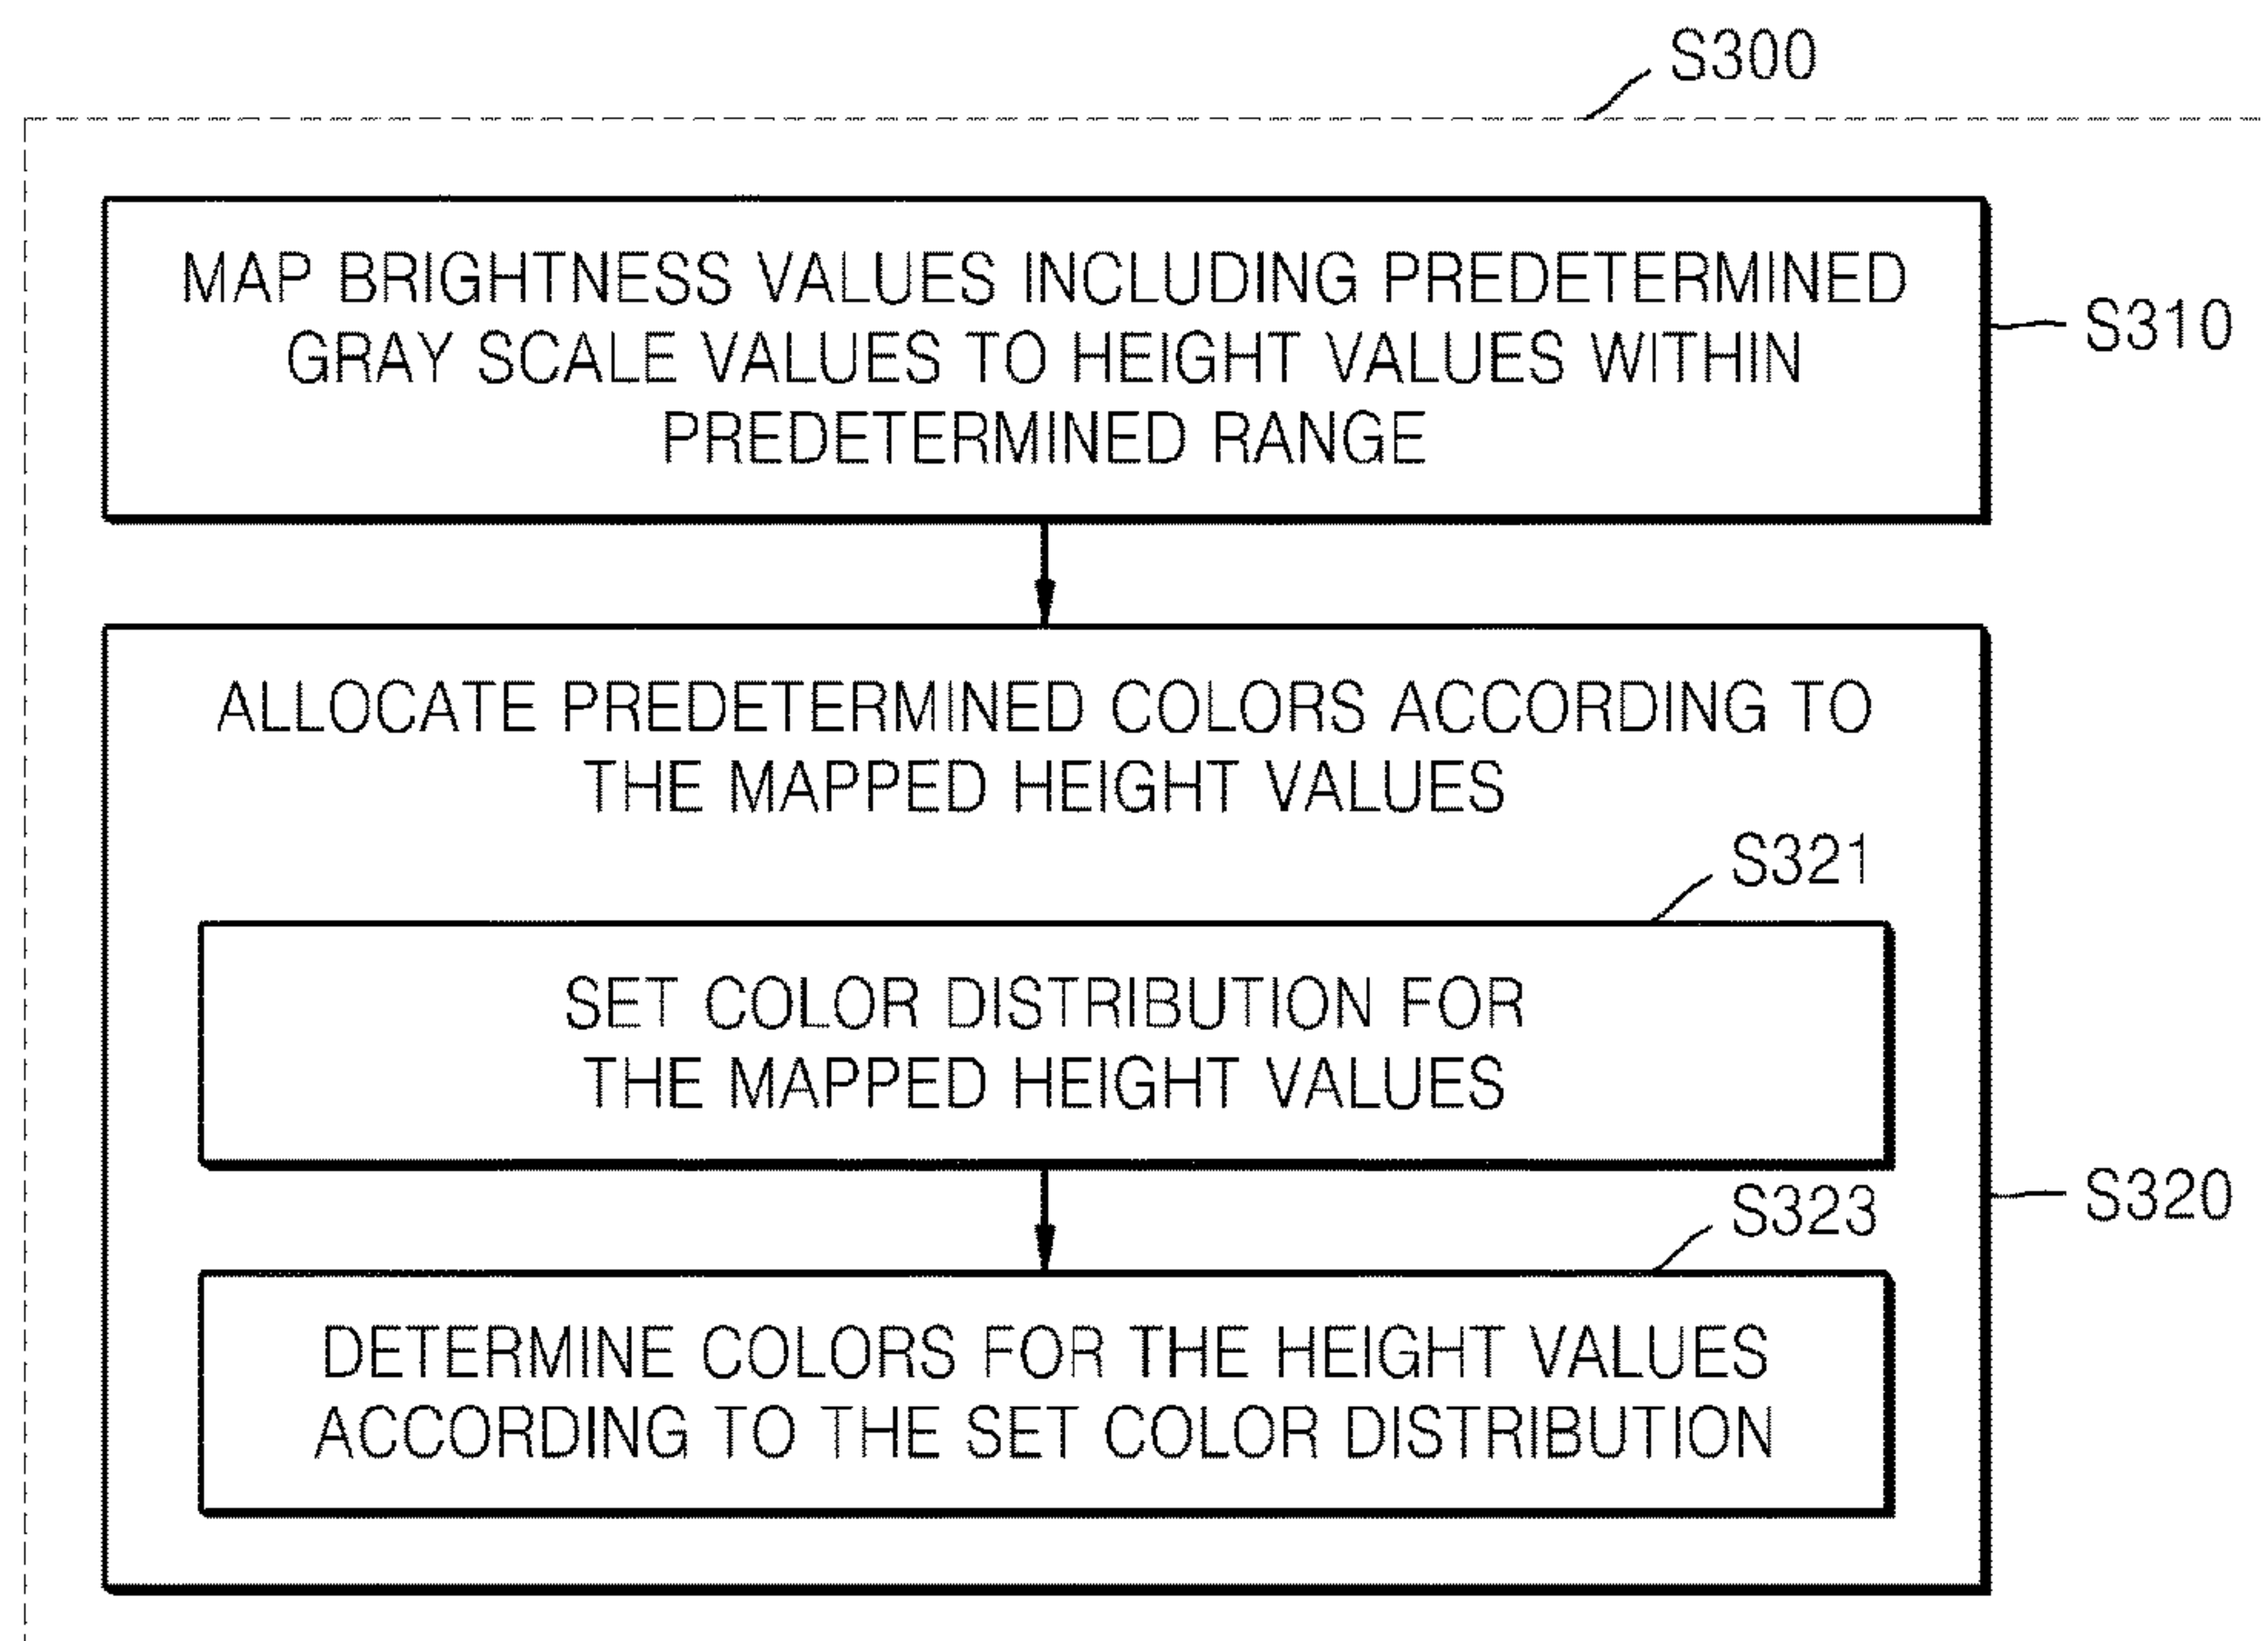 S300
MAP BRIGHTNESS VALUES INCLUDING PREDETERMINED
GRAY SCALE VALUES TO HEIGHT VALUES WITHIN
PREDETERMINED RANGE
S310
ALLOCATE PREDETERMINED COLORS ACCORDING TO
THE MAPPED HEIGHT VALUES
S321
SET COLOR DISTRIBUTION FOR
THE MAPPED HEIGHT VALUES
S320
S323
DETERMINE COLORS FOR THE HEIGHT VALUES
ACCORDING TO THE SET COLOR DISTRIBUTION